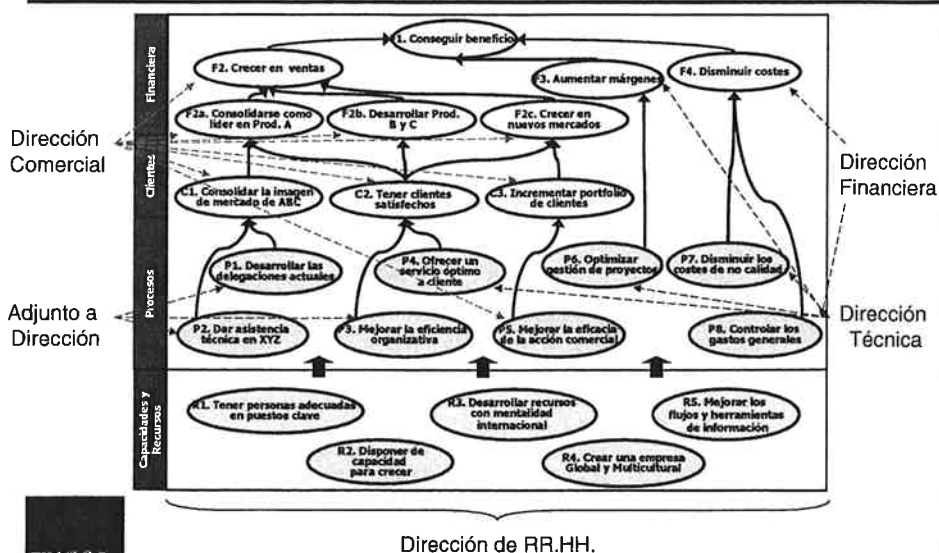 Financiera
1. Conseguir beneficio
F2. Crecer en ventas
F3. Aumentar márgenes
F4. Disminuir costes
F2a. Consolidarse como
líder en Prod. A
F2b. Desarrollar Prod.
B y C
F2c. Crecer en
nuevos mercados
Dirección
Comercial
Dirección
Financiera
Clientes
C1. Consolidar la imagen
de mercado de ABC
C2. Tener clientes
satisfechos
C3. Incrementar portfolio
de clientes
Procesos
P1. Desarrollar las
delegaciones actuales
P4. Ofrecer un
servicio óptimo
a cliente
P6. Optimizar
gestión de proyectos
P7. Disminuir los
costes de no calidad
Adjunto a
Dirección
Dirección
Técnica
P2. Dar asistencia
técnica en XYZ
P3. Mejorar la eficiencia
organizativa
P5. Mejorar la eficacia
de la acción comercial
P8. Controlar los
gastos generales
Capacidades y
Recursos
R1. Tener personas adecuadas
en puestos clave
R3. Desarrollar recursos
con mentalidad
internacional
R5. Mejorar los
flujos y herramientas
de información
R2. Disponer de
capacidad
para crecer
R4. Crear una empresa
Global y Multicultural
Dirección de RR.HH.